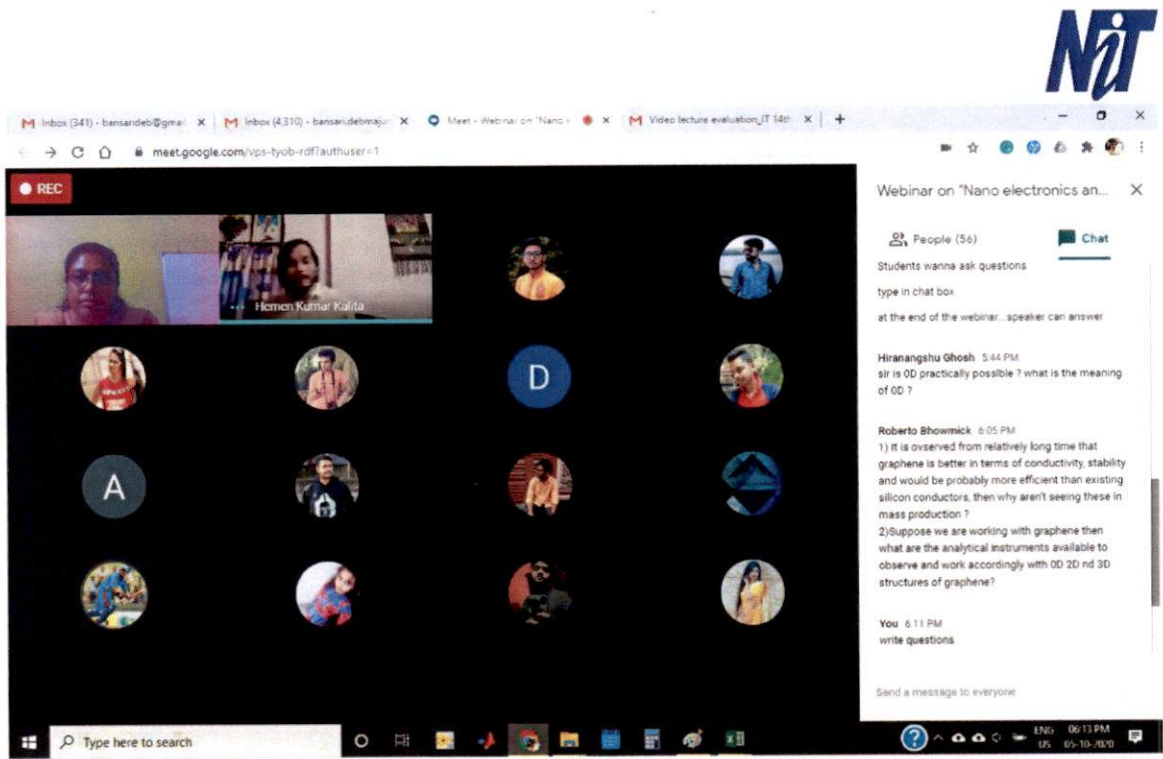 NiT
Inbox (341) - bansarideb@gmai
Inbox (4,310) - bansari.debmajum
Meet - Webinar on "Nano e
Video lecture evaluation_IT 14th
meet.google.com/vps-tyob-rdf?authuser=1
REC
Hemen Kumar Kalita
D
A
Webinar on "Nano electronics an...
People (56)
Chat
Students wanna ask questions
type in chat box
at the end of the webinar...speaker can answer
Hiranangshu Ghosh 5:44 PM
sir is 0D practically possible ? what is the meaning
of 0D ?
Roberto Bhowmick 6:05 PM
1) It is ovserved from relatively long time that
graphene is better in terms of conductivity, stability
and would be probably more efficient than existing
silicon conductors, then why aren't seeing these in
mass production ?
2)Suppose we are working with graphene then
what are the analytical instruments available to
observe and work accordingly with 0D 2D nd 3D
structures of graphene?
You 6:11 PM
write questions
Send a message to everyone
Type here to search
ENG 06:13 PM
US 05-10-2020